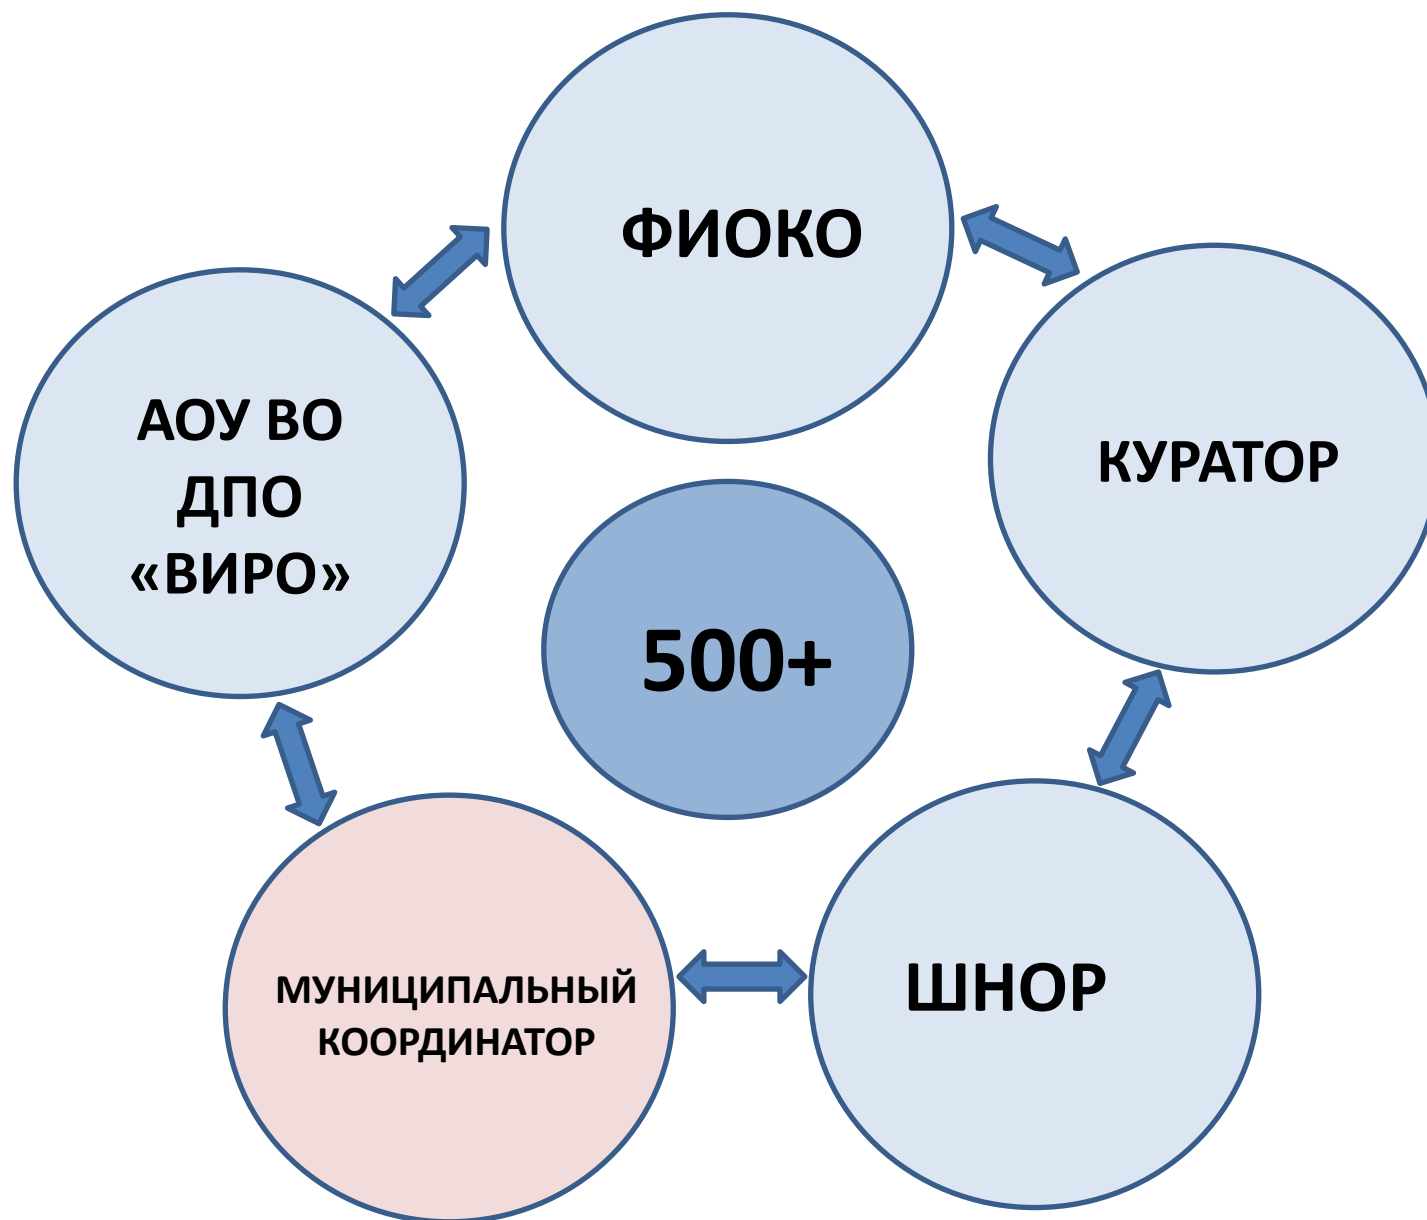 ФИОКО
АОУ ВО
ДПО
«ВИРО»
КУРАТОР
500+
МУНИЦИПАЛЬНЫЙ
КООРДИНАТОР
ШНОР